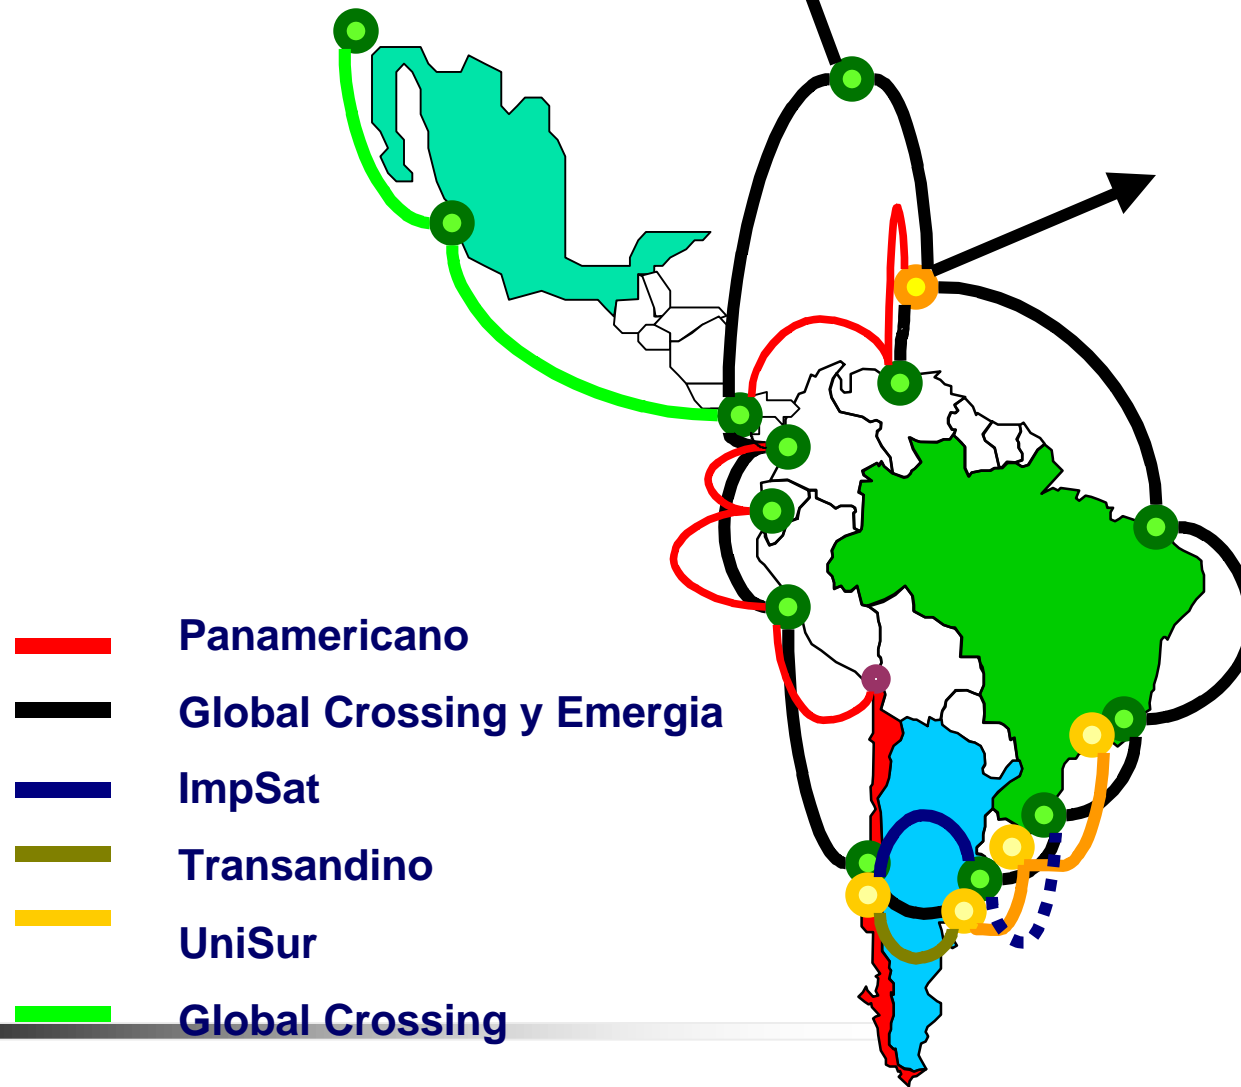 Panamericano
Global Crossing y Emergia
ImpSat
Transandino
UniSur
Global Crossing